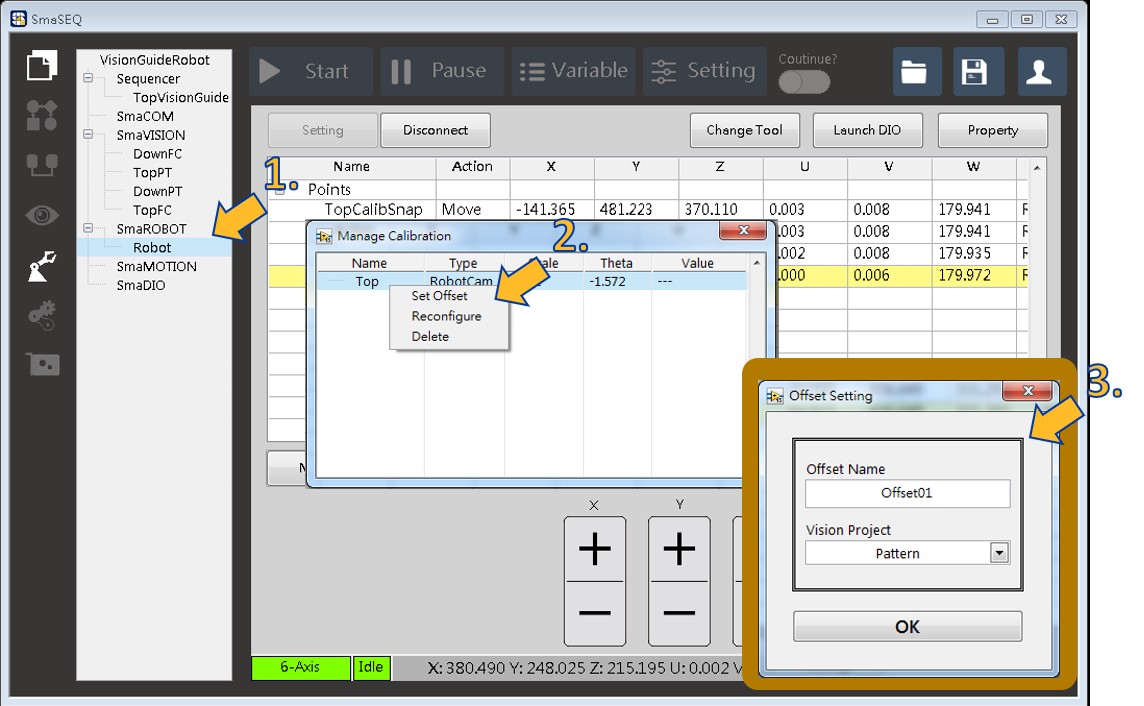 SmaSEQ
VisionGuideRobot
Sequencer
TopVisionGuide
SmaCOM
SmaVISION
DownFC
TopPT
DownPT
TopFC
SmaROBOT
Robot
SmaMOTION
SmaDIO
1.
Start Pause Variable Setting Coutinue?
Setting Disconnect Change Tool Launch DIO Property
Name Action X Y Z U V W
Points
TopCalibSnap Move -141.365 481.223 370.110 0.003 0.008 179.941
.003 0.008 179.941
.002 0.008 179.935
.000 0.006 179.972
Manage Calibration
2.
Name Type Theta Value
Top RobotCam -1.572 ---
Set Offset
Reconfigure
Delete
3.
Offset Setting
Offset Name
Offset01
Vision Project
Pattern
OK
X Y
6-Axis Idle X: 380.490 Y: 248.025 Z: 215.195 U: 0.002 V